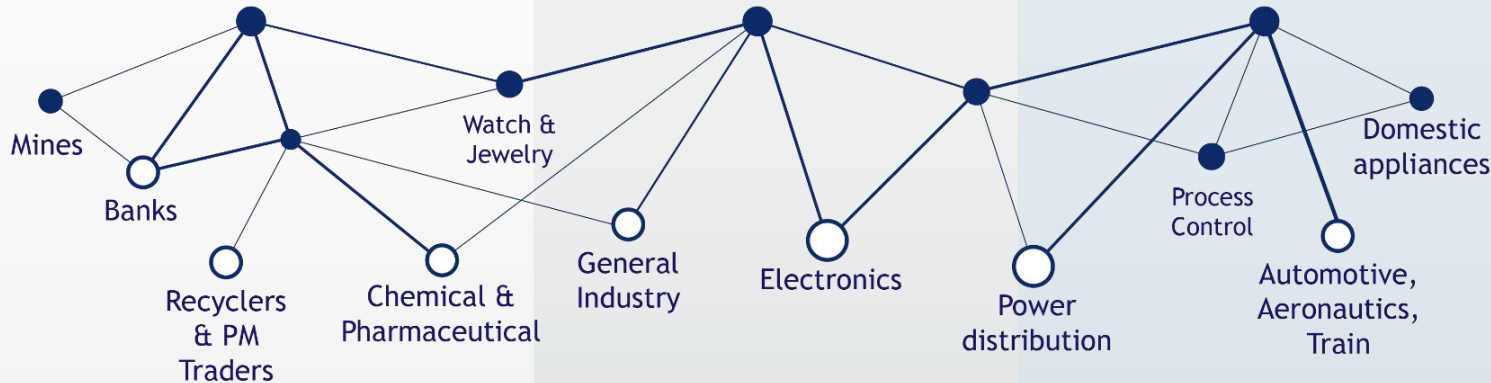 Mines
Banks
Recyclers
& PM
Traders
Chemical &
Pharmaceutical
Watch &
Jewelry
General
Industry
Electronics
Power
distribution
Process
Control
Automotive,
Aeronautics,
Train
Domestic
appliances